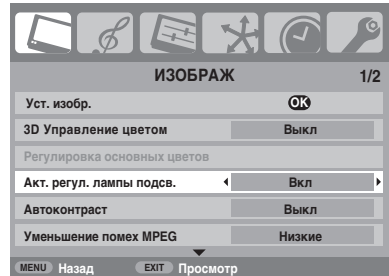 ИЗОБРАЖ 1/2
Уст. изобр. OK
3D Управление цветом Выкл
Регулировка основных цветов
Акт. регул. лампы подсв. Вкл
Автоконтраст Выкл
Уменьшение помех MPEG Низкие
MENU Назад EXIT Просмотр